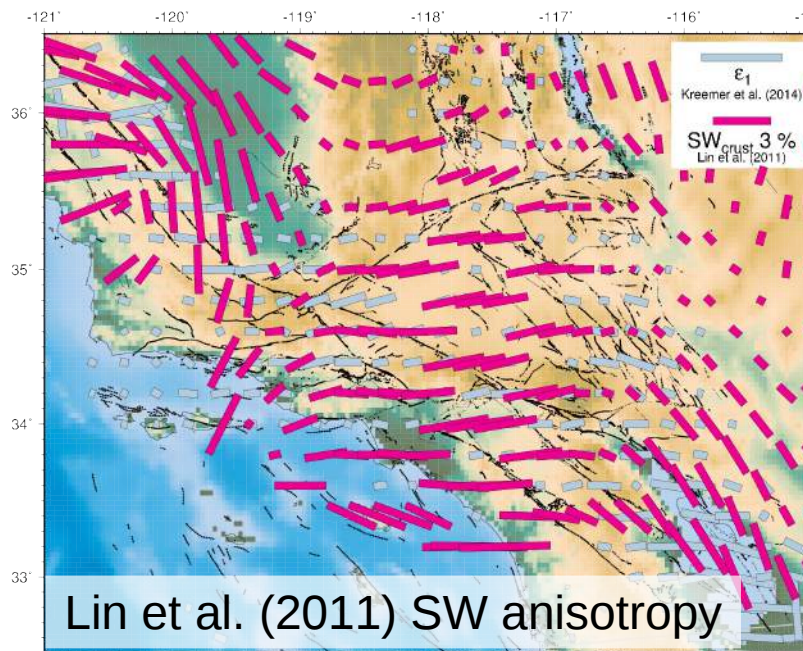 -121° -120° -119° -118° -117° -116°
ε₁
Kreemer et al. (2014)
SWcrust 3 %
Lin et al. (2011)
36°
35°
34°
33°
Lin et al. (2011) SW anisotropy